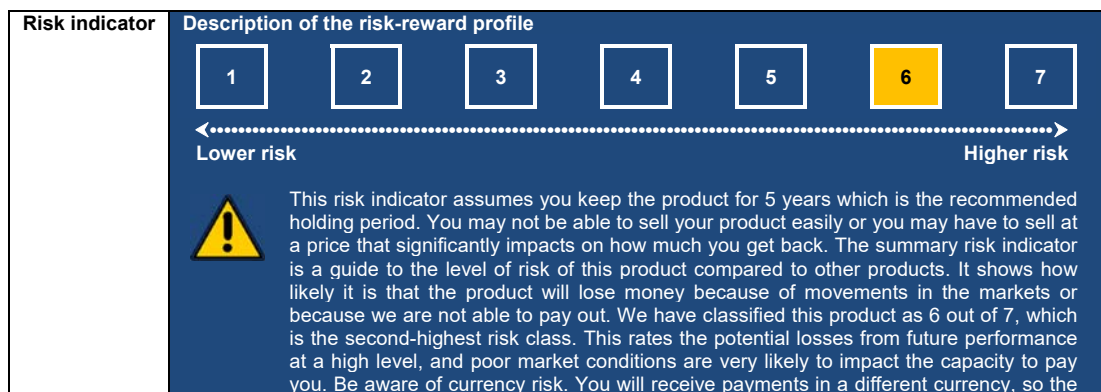 Risk indicator
Description of the risk-reward profile
1 2 3 4 5 6 7
Lower risk Higher risk
This risk indicator assumes you keep the product for 5 years which is the recommended
holding period. You may not be able to sell your product easily or you may have to sell at
a price that significantly impacts on how much you get back. The summary risk indicator
is a guide to the level of risk of this product compared to other products. It shows how
likely it is that the product will lose money because of movements in the markets or
because we are not able to pay out. We have classified this product as 6 out of 7, which
is the second-highest risk class. This rates the potential losses from future performance
at a high level, and poor market conditions are very likely to impact the capacity to pay
you. Be aware of currency risk. You will receive payments in a different currency, so the